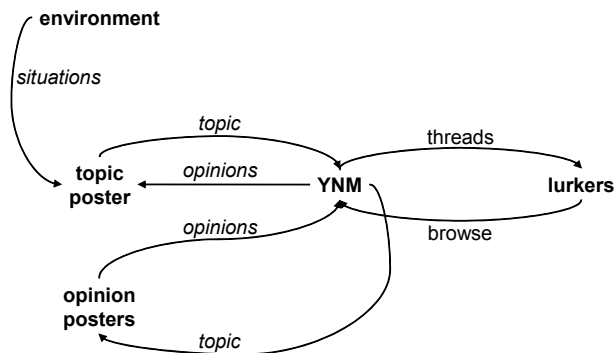 environment
situations
topic
threads
topic
poster
opinions
YNM
lurkers
opinions
browse
opinion
posters
topic